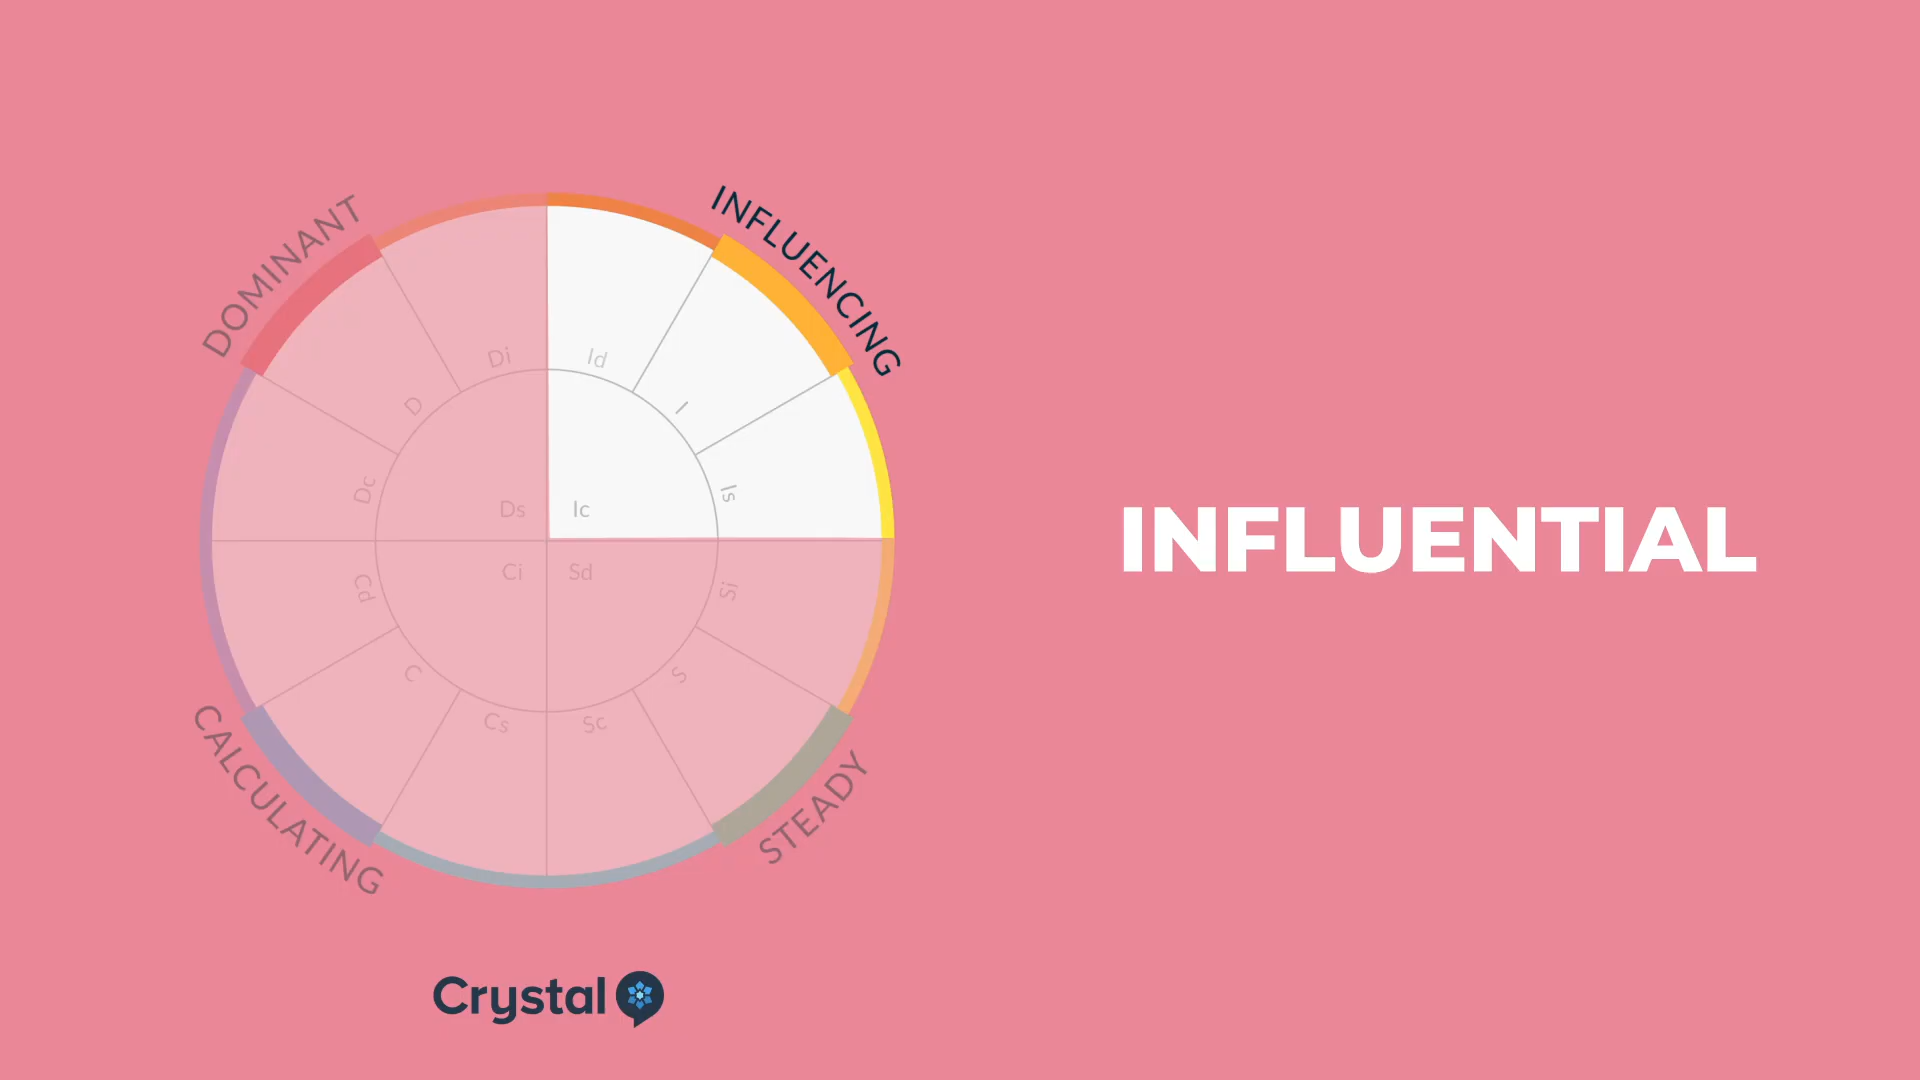 DOMINANT
INFLUENCING
Di
Id
D
I
Dc
Is
Ds
Ic
Ci
Sd
Cd
Si
C
S
Cs
Sc
CALCULATING
STEADY
INFLUENTIAL
Crystal